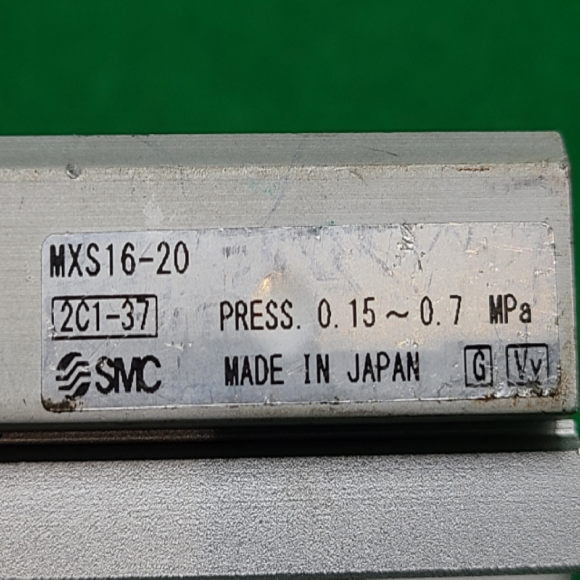 MXS16-20
2C1-37 PRESS. 0.15~0.7 MPa
SMC MADE IN JAPAN G Vv